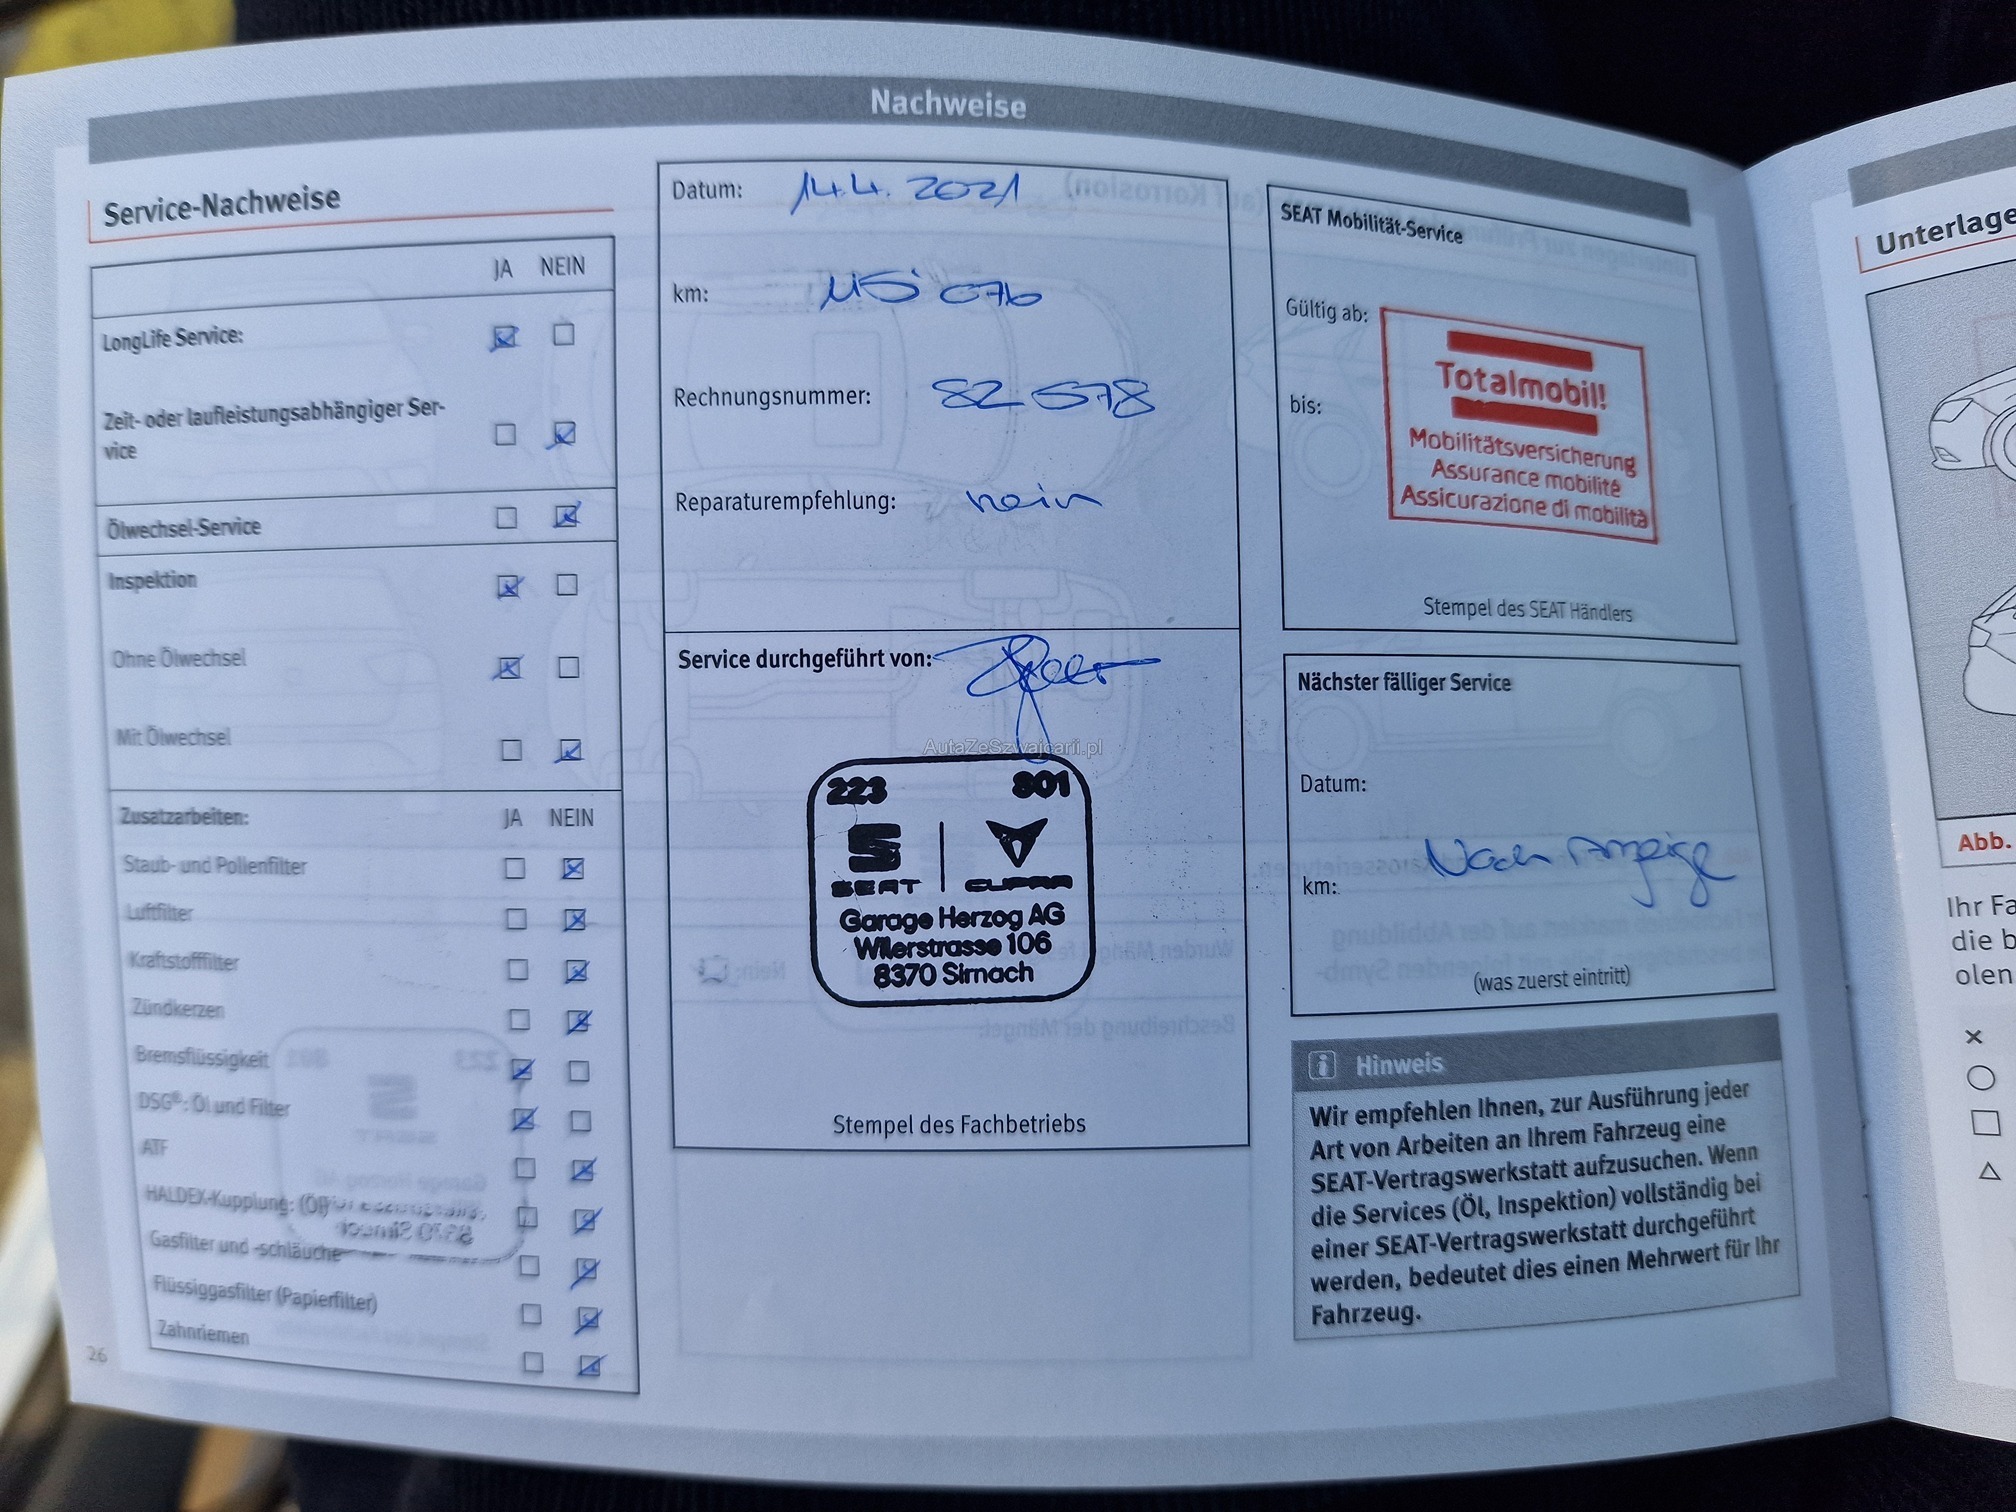 Nachweise
Service-Nachweise
JA NEIN
LongLife Service:
Zeit- oder laufleistungsabhängiger Ser-
vice
Ölwechsel-Service
Inspektion
Ohne Ölwechsel
Mit Ölwechsel
Zusatzarbeiten: JA NEIN
Staub- und Pollenfilter
Luftfilter
Kraftstofffilter
Zündkerzen
Bremsflüssigkeit
DSG®: Öl und Filter
ATF
HALDEX-Kupplung: (Öl)
Gasfilter und -schläuche
Flüssiggasfilter (Papierfilter)
Zahnriemen
26
Datum: 14.4. 2021
km: 115'076
Rechnungsnummer: 82 678
Reparaturempfehlung: nein
Service durchgeführt von:
AutaZeSzwajcarii.pl
223 801
SEAT CUPRA
Garage Herzog AG
Wilerstrasse 106
8370 Sirnach
Stempel des Fachbetriebs
SEAT Mobilität-Service
Gültig ab:
bis:
Totalmobil!
Mobilitätsversicherung
Assurance mobilité
Assicurazione di mobilità
Stempel des SEAT Händlers
Nächster fälliger Service
Datum:
Nach Anzeige
km:
(was zuerst eintritt)
i Hinweis
Wir empfehlen Ihnen, zur Ausführung jeder
Art von Arbeiten an Ihrem Fahrzeug eine
SEAT-Vertragswerkstatt aufzusuchen. Wenn
die Services (Öl, Inspektion) vollständig bei
einer SEAT-Vertragswerkstatt durchgeführt
werden, bedeutet dies einen Mehrwert für Ihr
Fahrzeug.
Unterlage
Abb.
Ihr Fa
die b
olen